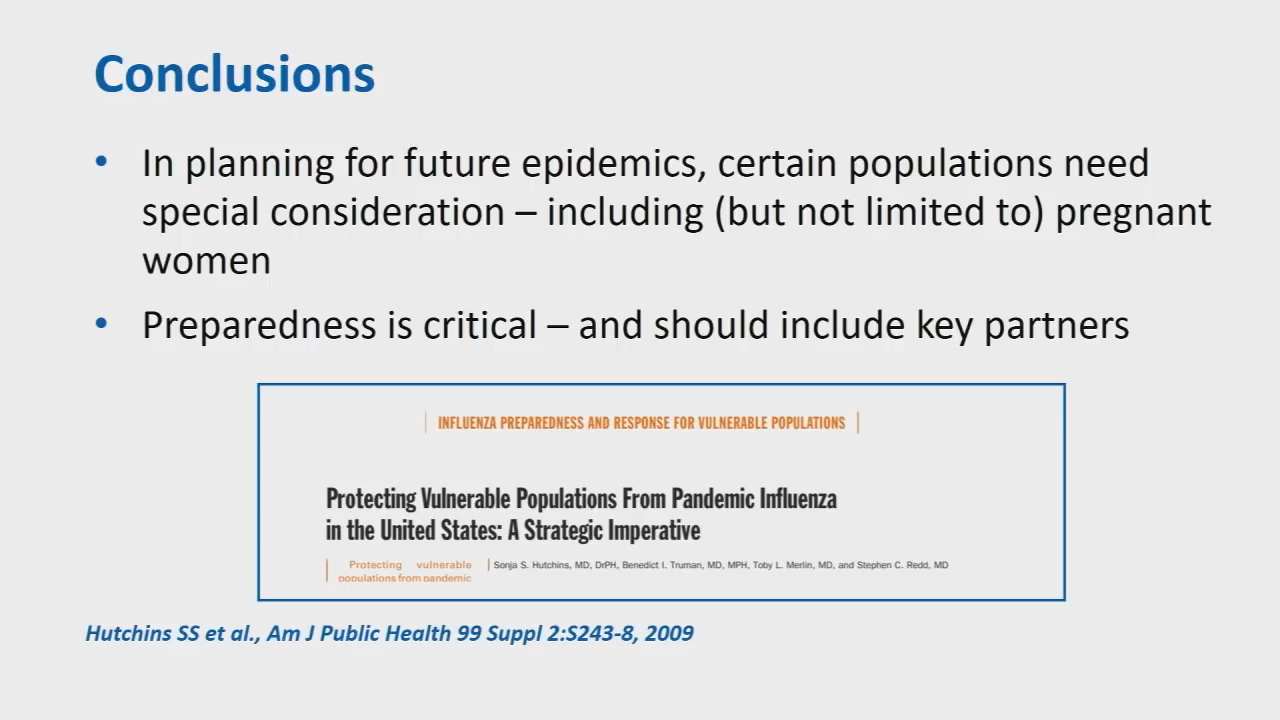 Conclusions
• In planning for future epidemics, certain populations need
special consideration – including (but not limited to) pregnant
women
• Preparedness is critical – and should include key partners
INFLUENZA PREPAREDNESS AND RESPONSE FOR VULNERABLE POPULATIONS
Protecting Vulnerable Populations From Pandemic Influenza
in the United States: A Strategic Imperative
Protecting vulnerable
populations from pandemic
Sonja S. Hutchins, MD, DrPH, Benedict I. Truman, MD, MPH, Toby L. Merlin, MD, and Stephen C. Redd, MD
Hutchins SS et al., Am J Public Health 99 Suppl 2:S243-8, 2009